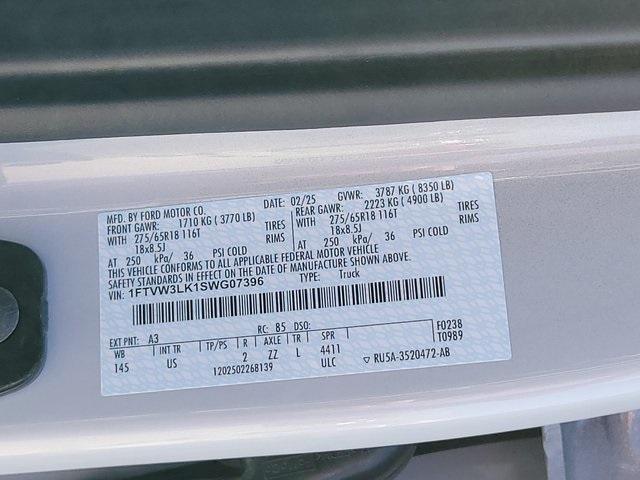 MFD. BY FORD MOTOR CO. DATE: 02/25 GVWR: 3787 KG ( 8350 LB)
FRONT GAWR: 1710 KG ( 3770 LB) REAR GAWR: 2223 KG ( 4900 LB)
WITH 275/65R18 116T TIRES WITH 275/65R18 116T TIRES
18x8.5J RIMS 18x8.5J RIMS
AT 250 kPa/ 36 PSI COLD AT 250 kPa/ 36 PSI COLD
THIS VEHICLE CONFORMS TO ALL APPLICABLE FEDERAL MOTOR VEHICLE
SAFETY STANDARDS IN EFFECT ON THE DATE OF MANUFACTURE SHOWN ABOVE.
1FTVW3LK1SWG07396 TYPE: Truck
EXT PNT: A3 RC: 85 DSO: F0238
WB INT TR TP/PS R AXLE TR SPR T0989
145 US 2 ZZ L 4411
1202502268139 ULC ▽ RU5A-3520472-AB